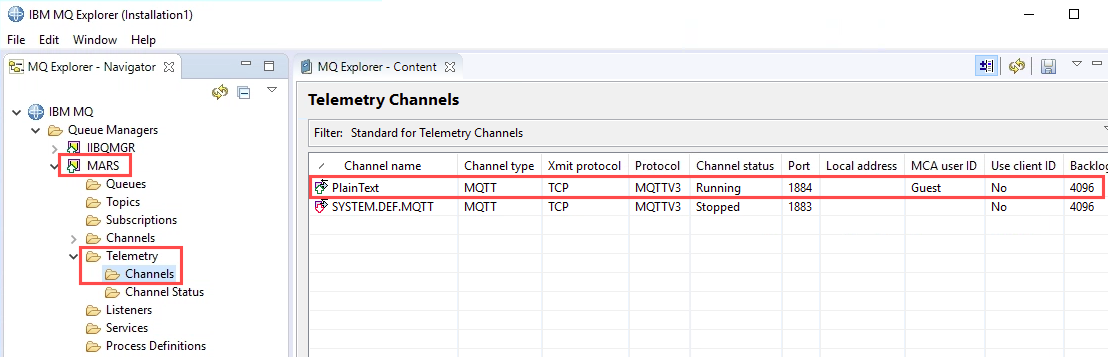 IBM MQ Explorer (Installation1)
File Edit Window Help
MQ Explorer - Navigator
IBM MQ
Queue Managers
IIBQMGR
MARS
Queues
Topics
Subscriptions
Channels
Telemetry
Channels
Channel Status
Listeners
Services
Process Definitions
MQ Explorer - Content
Telemetry Channels
Filter: Standard for Telemetry Channels
Channel name Channel type Xmit protocol Protocol Channel status Port Local address MCA user ID Use client ID Backlog
PlainText MQTT TCP MQTTV3 Running 1884 Guest No 4096
SYSTEM.DEF.MQTT MQTT TCP MQTTV3 Stopped 1883 No 4096